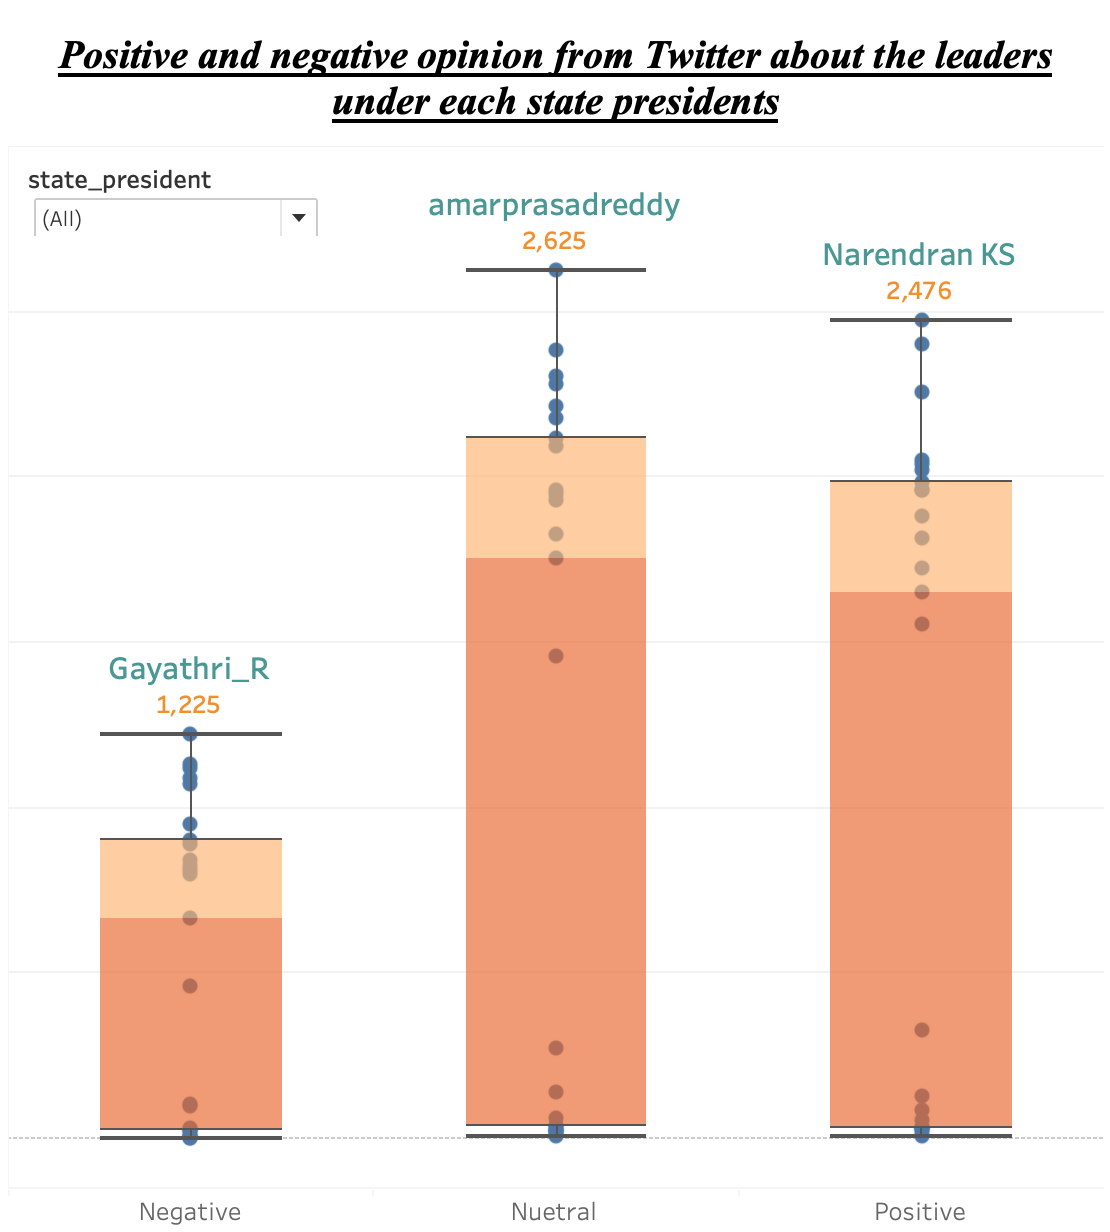 Positive and negative opinion from Twitter about the leaders
under each state presidents
state_president
(All)
amarprasadreddy
2,625
Narendran KS
2,476
Gayathri_R
1,225
Negative
Nuetral
Positive